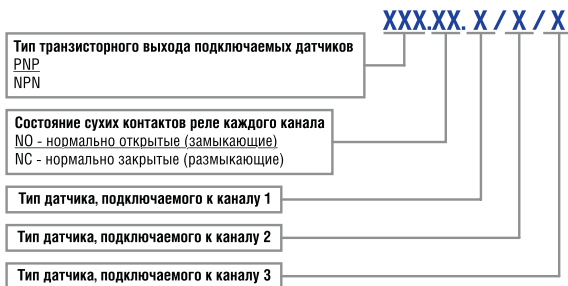 XXX.XX. X / X / X
Тип транзисторного выхода подключаемых датчиков
PNP
NPN
Состояние сухих контактов реле каждого канала
NO - нормально открытые (замыкающие)
NC - нормально закрытые (размыкающие)
Тип датчика, подключаемого к каналу 1
Тип датчика, подключаемого к каналу 2
Тип датчика, подключаемого к каналу 3